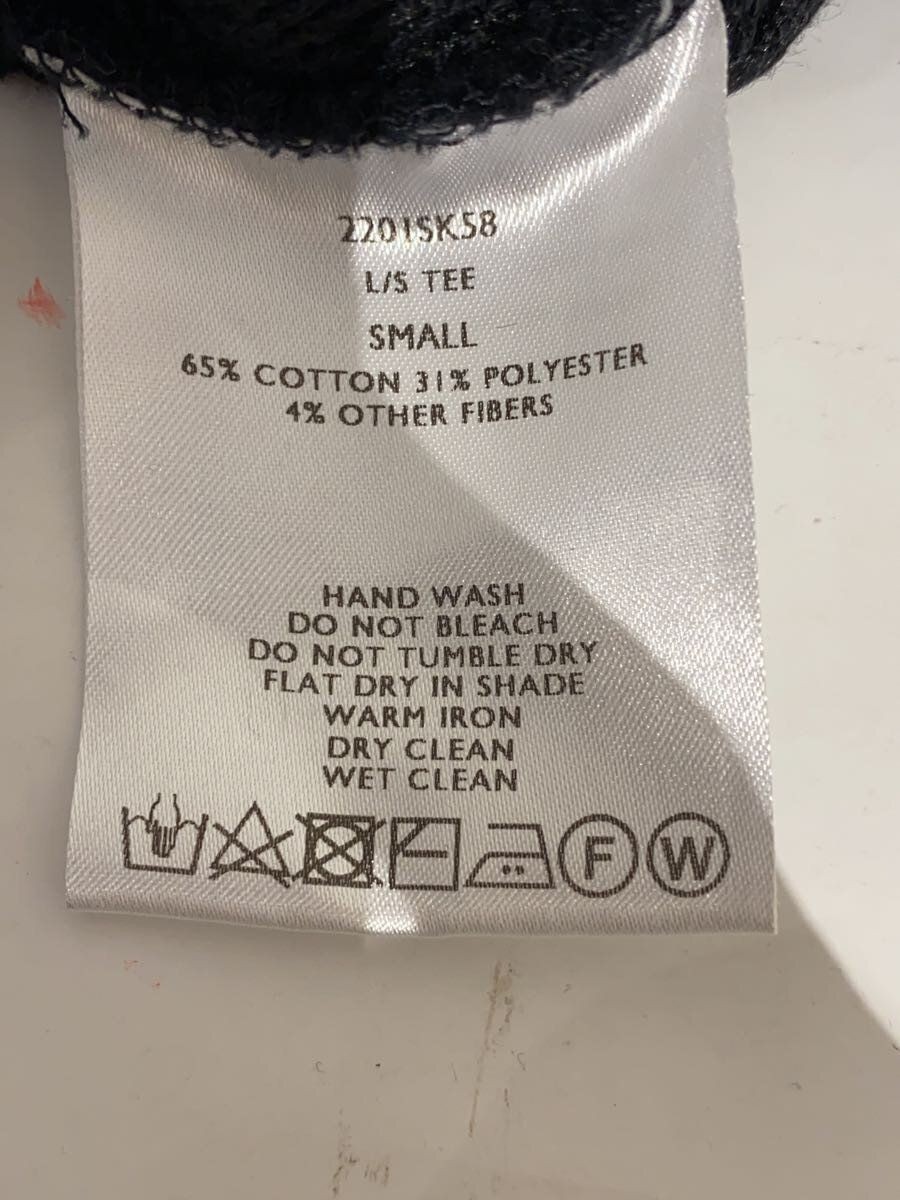 2201SK58
L/S TEE
SMALL
65% COTTON 31% POLYESTER
4% OTHER FIBERS
HAND WASH
DO NOT BLEACH
DO NOT TUMBLE DRY
FLAT DRY IN SHADE
WARM IRON
DRY CLEAN
WET CLEAN
F W